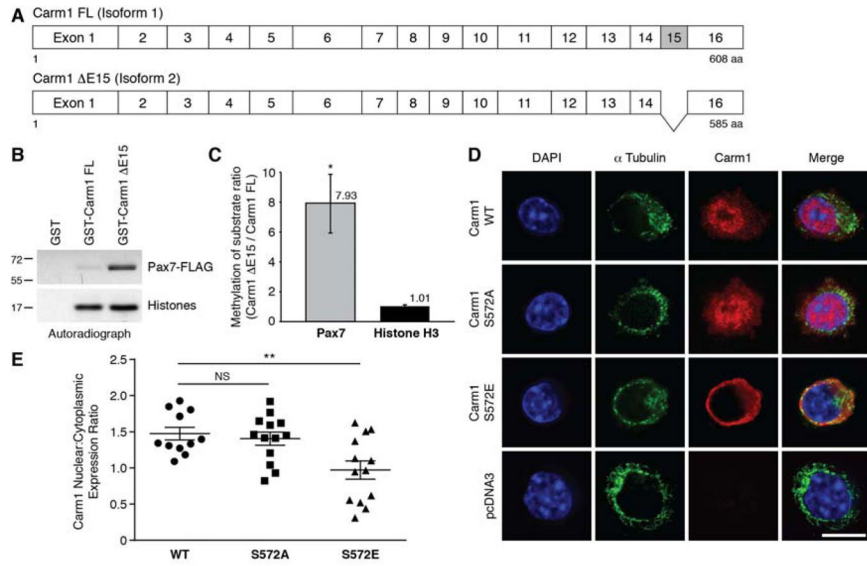 A
Carm1 FL (Isoform 1)
Exon 1 2 3 4 5 6 7 8 9 10 11 12 13 14 15 16
1 608 aa
Carm1 ΔE15 (Isoform 2)
Exon 1 2 3 4 5 6 7 8 9 10 11 12 13 14 16
1 585 aa
B
GST
GST-Carm1 FL
GST-Carm1 ΔE15
72
55
Pax7-FLAG
17
Histones
Autoradiograph
C
Methylation of substrate ratio
(Carm1 ΔE15 / Carm1 FL)
10
8
6
4
2
0
*
7.93
1.01
Pax7 Histone H3
D
DAPI α Tubulin Carm1 Merge
Carm1
WT
Carm1
S572A
Carm1
S572E
pcDNA3
E
Carm1 Nuclear:Cytoplasmic
Expression Ratio
2.5
2.0
1.5
1.0
0.5
0
**
NS
WT S572A S572E